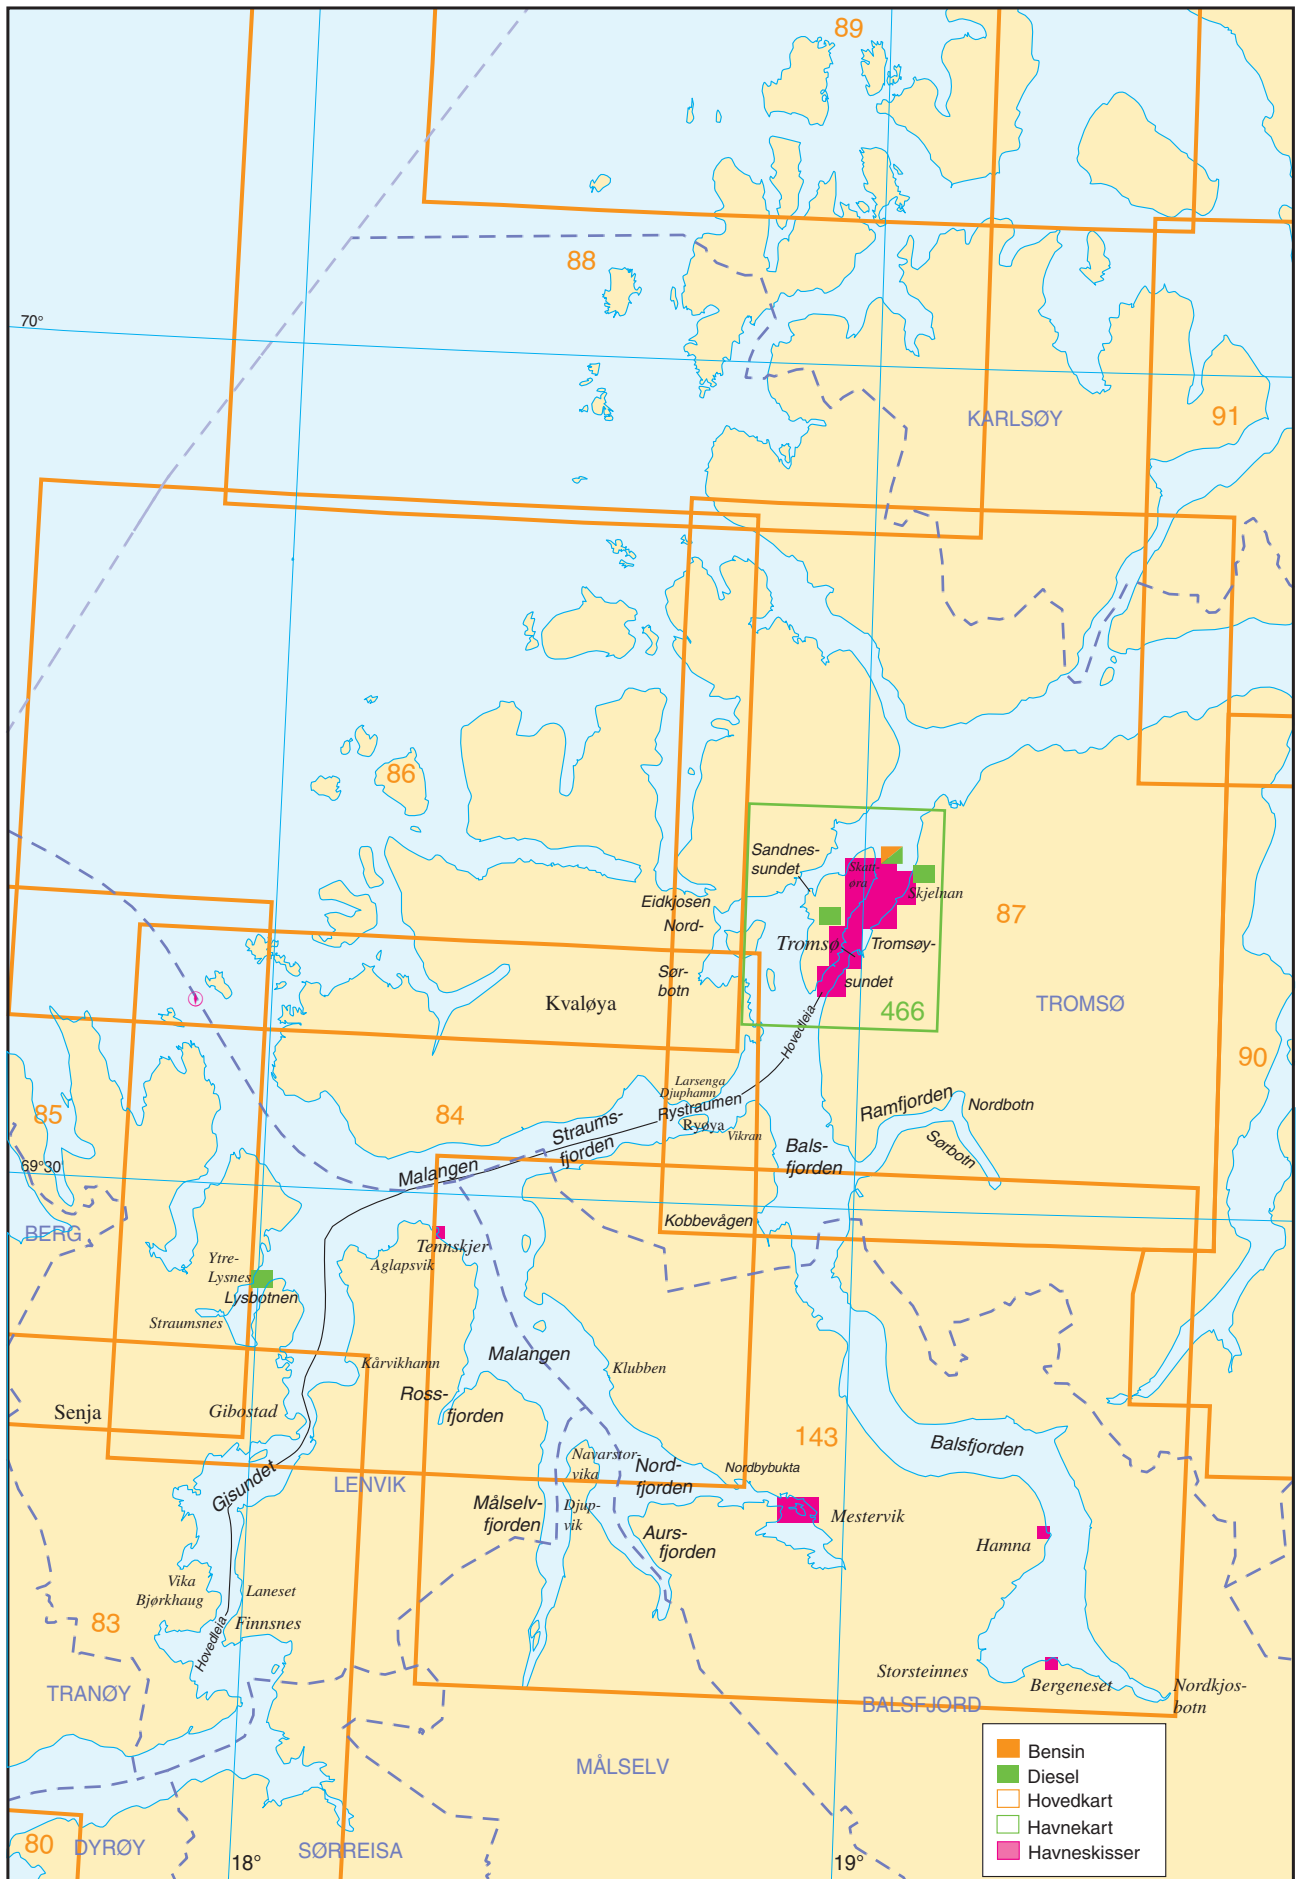 89
88
70°
KARLSØY
91
86
Sandnes-
sundet
Skatt-
øra
Skjelnan
Eidkjosen
Nord-
87
Tromsø
Tromsøy-
sundet
Sør-
botn
Kvaløya
466
TROMSØ
Hovedleia
90
Larsenga
Djuphamn
Rystraumen
Ryøya
Vikran
Ramfjorden
Nordbotn
Sørbotn
85
84
Straums-
fjorden
Bals-
fjorden
69°30'
Malangen
BERG
Kobbevågen
Tennskjer
Aglapsvik
Ytre-
Lysnes
Lysbotnen
Straumsnes
Malangen
Kårvikhamn
Klubben
Ross-
fjorden
Senja
Gibostad
143
Balsfjorden
Navarstor-
vika
Nord-
fjorden
Nordbybukta
Gisundet
LENVIK
Målselv-
fjorden
Djup-
vik
Mestervik
Aurs-
fjorden
Hamna
Vika
Bjørkhaug
Laneset
83
Finnsnes
Hovedleia
Storsteinnes
Bergeneset
Nordkjos-
botn
TRANØY
BALSFJORD
MÅLSELV
Bensin
Diesel
Hovedkart
Havnekart
Havneskisser
80
DYRØY
SØRREISA
18°
19°